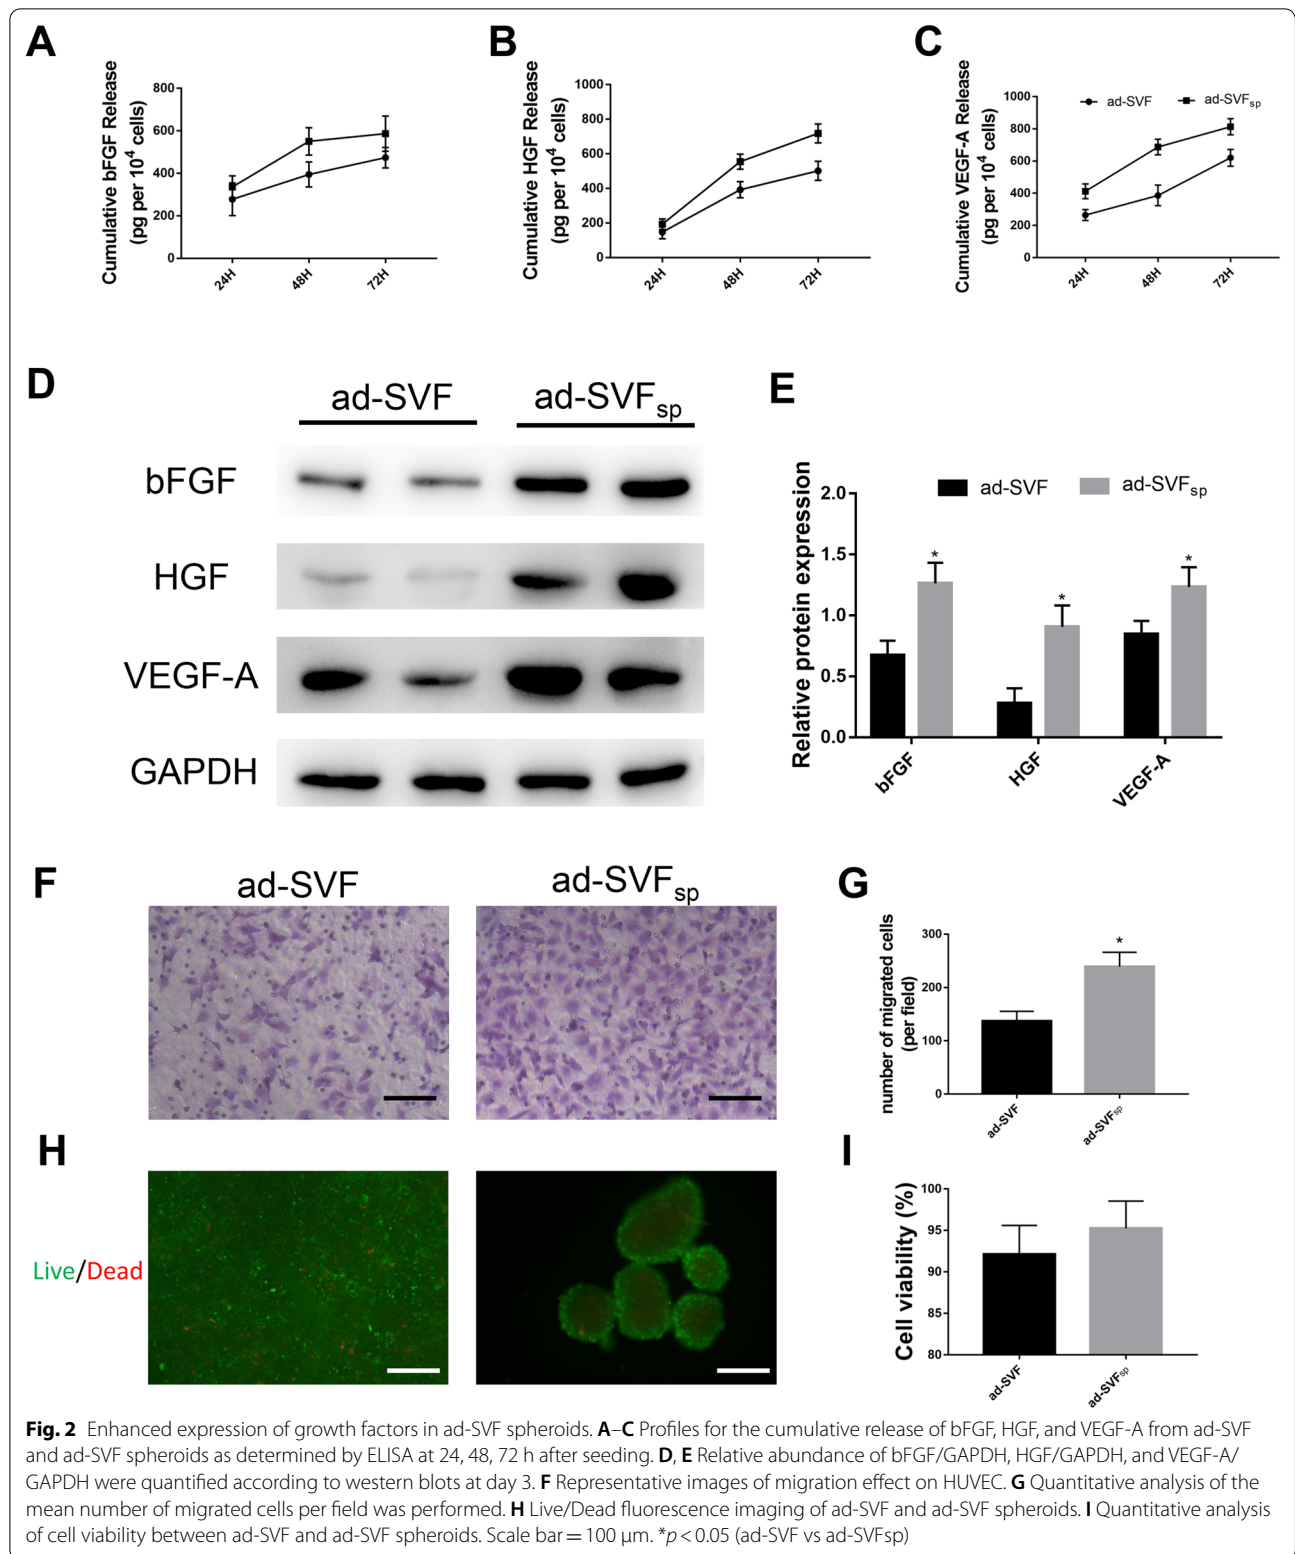 A
Cumulative bFGF Release
(pg per 10⁴ cells)
800
600
400
200
0
24H
48H
72H
B
Cumulative HGF Release
(pg per 10⁴ cells)
1000
800
600
400
200
0
24H
48H
72H
C
Cumulative VEGF-A Release
(pg per 10⁴ cells)
1000
800
600
400
200
0
ad-SVF
ad-SVFsp
24H
48H
72H
D
ad-SVF
ad-SVFsp
bFGF
HGF
VEGF-A
GAPDH
E
Relative protein expression
2.0
1.5
1.0
0.5
0.0
ad-SVF
ad-SVFsp
*
*
*
bFGF
HGF
VEGF-A
F
ad-SVF
ad-SVFsp
G
number of migrated cells
(per field)
300
200
100
0
*
ad-SVF
ad-SVFsp
H
Live/Dead
I
Cell viability (%)
100
95
90
85
80
ad-SVF
ad-SVFsp
Fig. 2 Enhanced expression of growth factors in ad-SVF spheroids. A–C Profiles for the cumulative release of bFGF, HGF, and VEGF-A from ad-SVF
and ad-SVF spheroids as determined by ELISA at 24, 48, 72 h after seeding. D, E Relative abundance of bFGF/GAPDH, HGF/GAPDH, and VEGF-A/
GAPDH were quantified according to western blots at day 3. F Representative images of migration effect on HUVEC. G Quantitative analysis of the
mean number of migrated cells per field was performed. H Live/Dead fluorescence imaging of ad-SVF and ad-SVF spheroids. I Quantitative analysis
of cell viability between ad-SVF and ad-SVF spheroids. Scale bar = 100 μm. *p < 0.05 (ad-SVF vs ad-SVFsp)